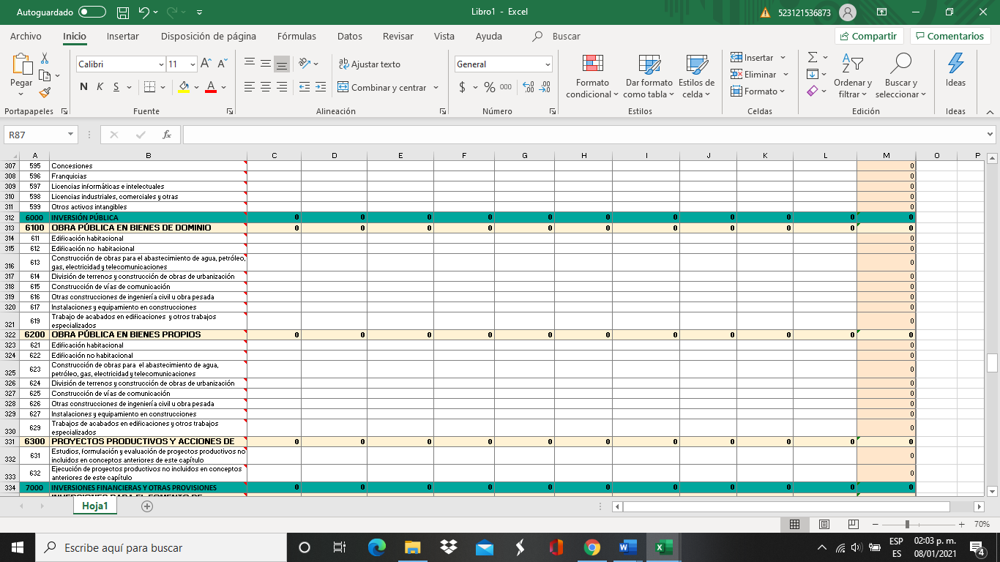 Autoguardado
Libro1 - Excel
523121536873
Archivo Inicio Insertar Disposición de página Fórmulas Datos Revisar Vista Ayuda Buscar Compartir Comentarios
Pegar
Portapapeles
Calibri 11
N K S
Fuente
Ajustar texto
Combinar y centrar
Alineación
General
$ % 000
Número
Formato condicional
Dar formato como tabla
Estilos de celda
Estilos
Insertar
Eliminar
Formato
Celdas
Ordenar y filtrar
Buscar y seleccionar
Edición
Ideas
Ideas
R87 fx
A B C D E F G H I J K L M O P
307 595 Concesiones 0
308 596 Franquicias 0
309 597 Licencias informáticas e intelectuales 0
310 598 Licencias industriales, comerciales y otras 0
311 599 Otros activos intangibles 0
312 6000 INVERSIÓN PÚBLICA 0 0 0 0 0 0 0 0 0 0 0
313 6100 OBRA PÚBLICA EN BIENES DE DOMINIO 0 0 0 0 0 0 0 0 0 0 0
314 611 Edificación habitacional 0
315 612 Edificación no habitacional 0
316 613 Construcción de obras para el abastecimiento de agua, petróleo,
gas, electricidad y telecomunicaciones 0
317 614 División de terrenos y construcción de obras de urbanización 0
318 615 Construcción de vías de comunicación 0
319 616 Otras construcciones de ingeniería civil u obra pesada 0
320 617 Instalaciones y equipamiento en construcciones 0
321 619 Trabajo de acabados en edificaciones y otros trabajos
especializados 0
322 6200 OBRA PÚBLICA EN BIENES PROPIOS 0 0 0 0 0 0 0 0 0 0 0
323 621 Edificación habitacional 0
324 622 Edificación no habitacional 0
325 623 Construcción de obras para el abastecimiento de agua,
petróleo, gas, electricidad y telecomunicaciones 0
326 624 División de terrenos y construcción de obras de urbanización 0
327 625 Construcción de vías de comunicación 0
328 626 Otras construcciones de ingeniería civil u obra pesada 0
329 627 Instalaciones y equipamiento en construcciones 0
330 629 Trabajos de acabados en edificaciones y otros trabajos
especializados 0
331 6300 PROYECTOS PRODUCTIVOS Y ACCIONES DE 0 0 0 0 0 0 0 0 0 0 0
332 631 Estudios, formulación y evaluación de proyectos productivos no
incluidos en conceptos anteriores de este capítulo 0
333 632 Ejecución de proyectos productivos no incluidos en conceptos
anteriores de este capítulo 0
334 7000 INVERSIONES FINANCIERAS Y OTRAS PROVISIONES 0 0 0 0 0 0 0 0 0 0 0
Hoja1
70%
Escribe aquí para buscar
ESP
ES
02:03 p. m.
08/01/2021
4